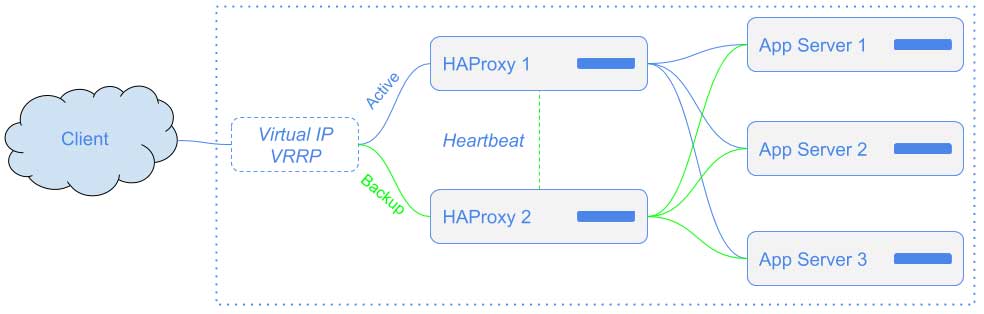 Client
Virtual IP
VRRP
Active
Backup
HAProxy 1
Heartbeat
HAProxy 2
App Server 1
App Server 2
App Server 3